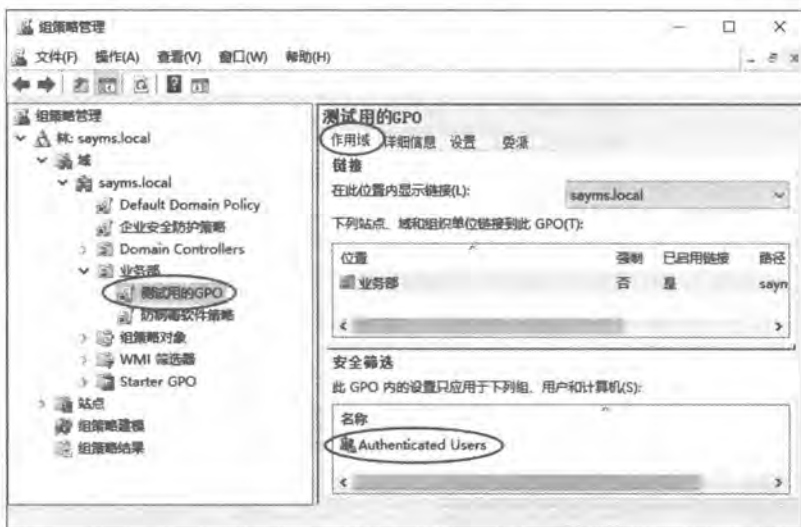 组策略管理
文件(F) 操作(A) 查看(V) 窗口(W) 帮助(H)
组策略管理
林: sayms.local
域
sayms.local
Default Domain Policy
企业安全防护策略
Domain Controllers
业务部
测试用的GPO
防病毒软件策略
组策略对象
WMI 筛选器
Starter GPO
站点
组策略建模
组策略结果
测试用的GPO
作用域 详细信息 设置 委派
链接
在此位置内显示链接(L): sayms.local
下列站点、域和组织单位链接到此 GPO(T):
位置 强制 已启用链接 路径
业务部 否 是 saym
安全筛选
此 GPO 内的设置只应用于下列组、用户和计算机(S):
名称
Authenticated Users